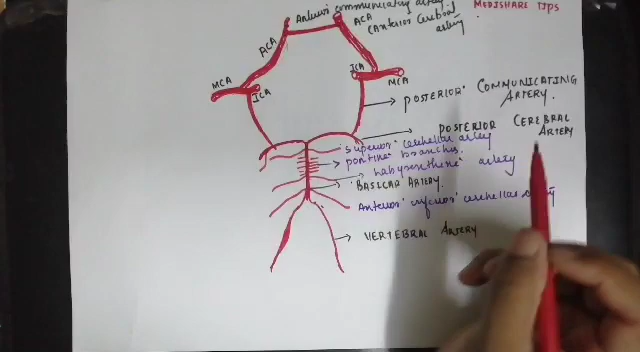 Anterior communicating artery
MEDISHARE TIPS
ACA
ACA
(Anterior cerebral
artery
MCA
ICA
ICA
MCA
POSTERIOR COMMUNICATING
ARTERY.
POSTERIOR CEREBRAL
ARTERY
superior cerebellar artery
pontine branches.
Labyrinthine artery
BASILAR ARTERY.
Anterior inferior cerebellar artery
VERTEBRAL ARTERY